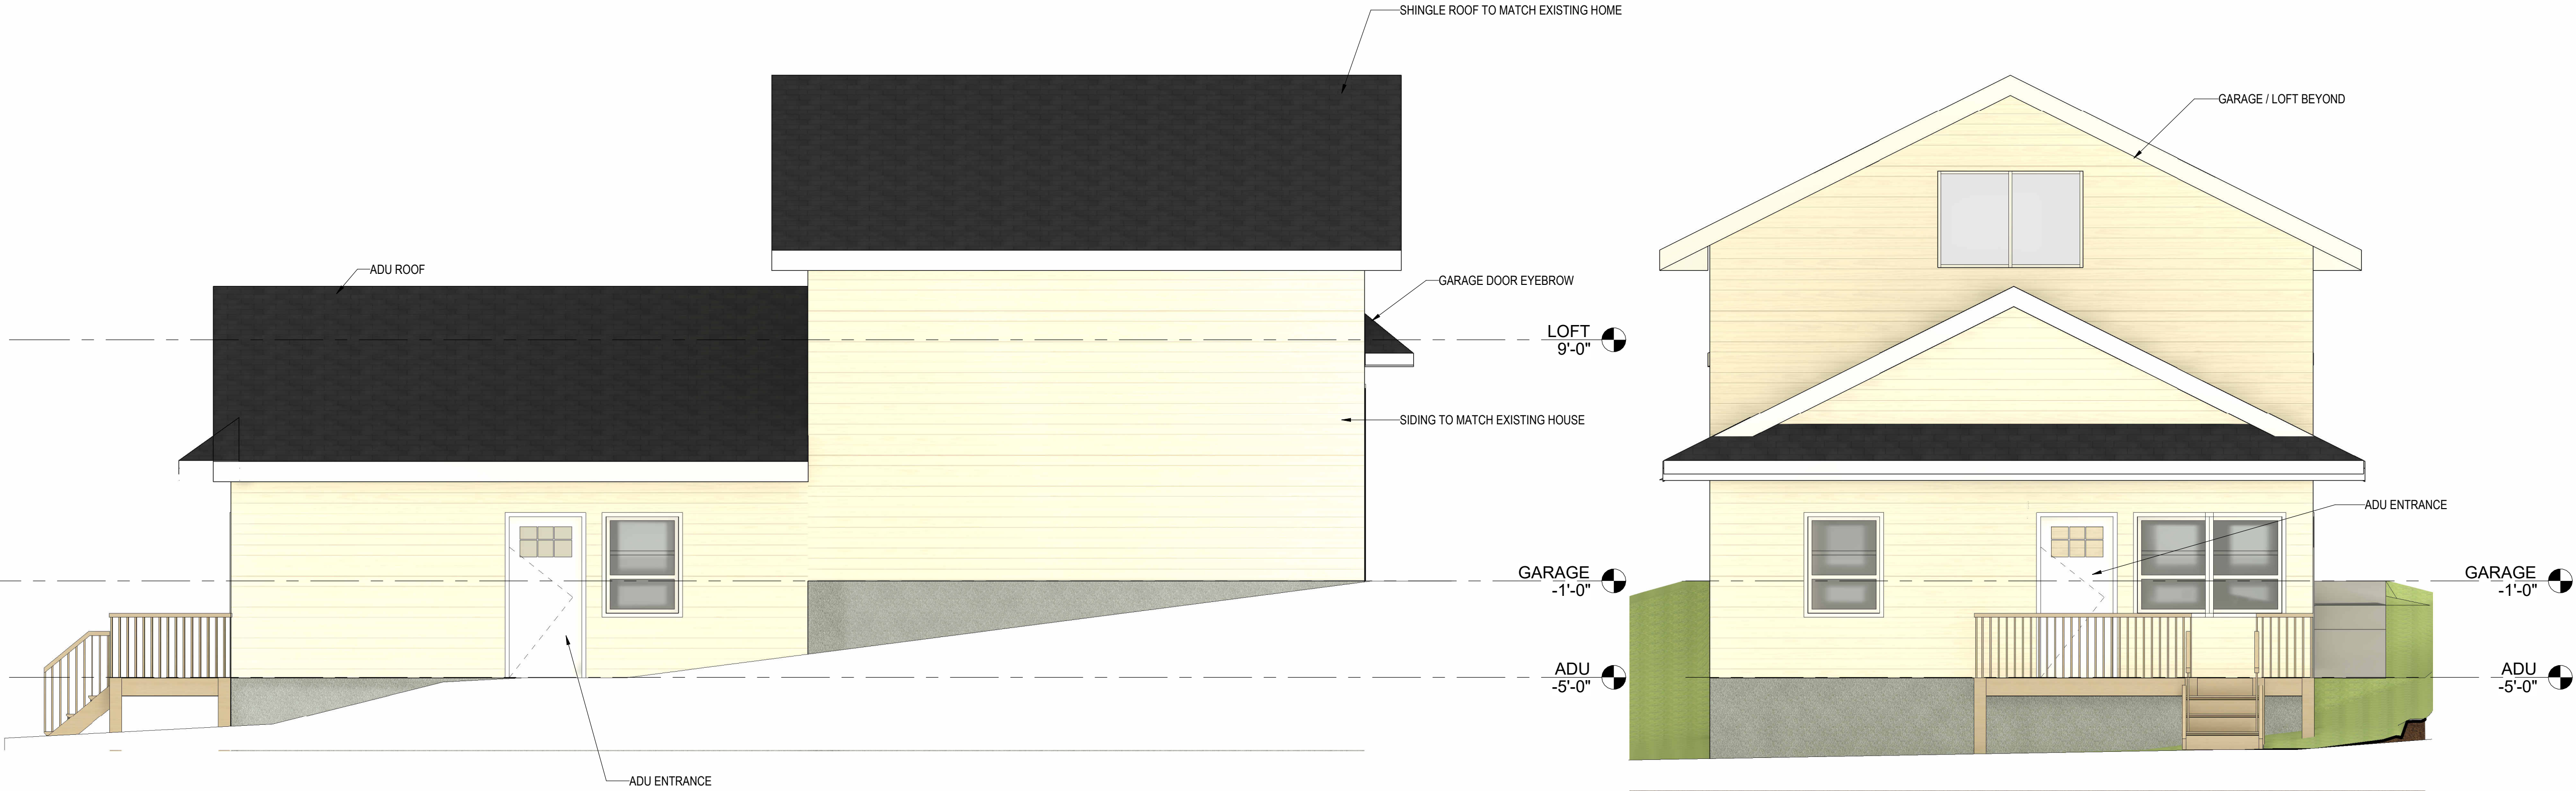 SHINGLE ROOF TO MATCH EXISTING HOME
GARAGE / LOFT BEYOND
ADU ROOF
GARAGE DOOR EYEBROW
LOFT
9'-0"
SIDING TO MATCH EXISTING HOUSE
ADU ENTRANCE
GARAGE
-1'-0"
GARAGE
-1'-0"
ADU
-5'-0"
ADU
-5'-0"
ADU ENTRANCE